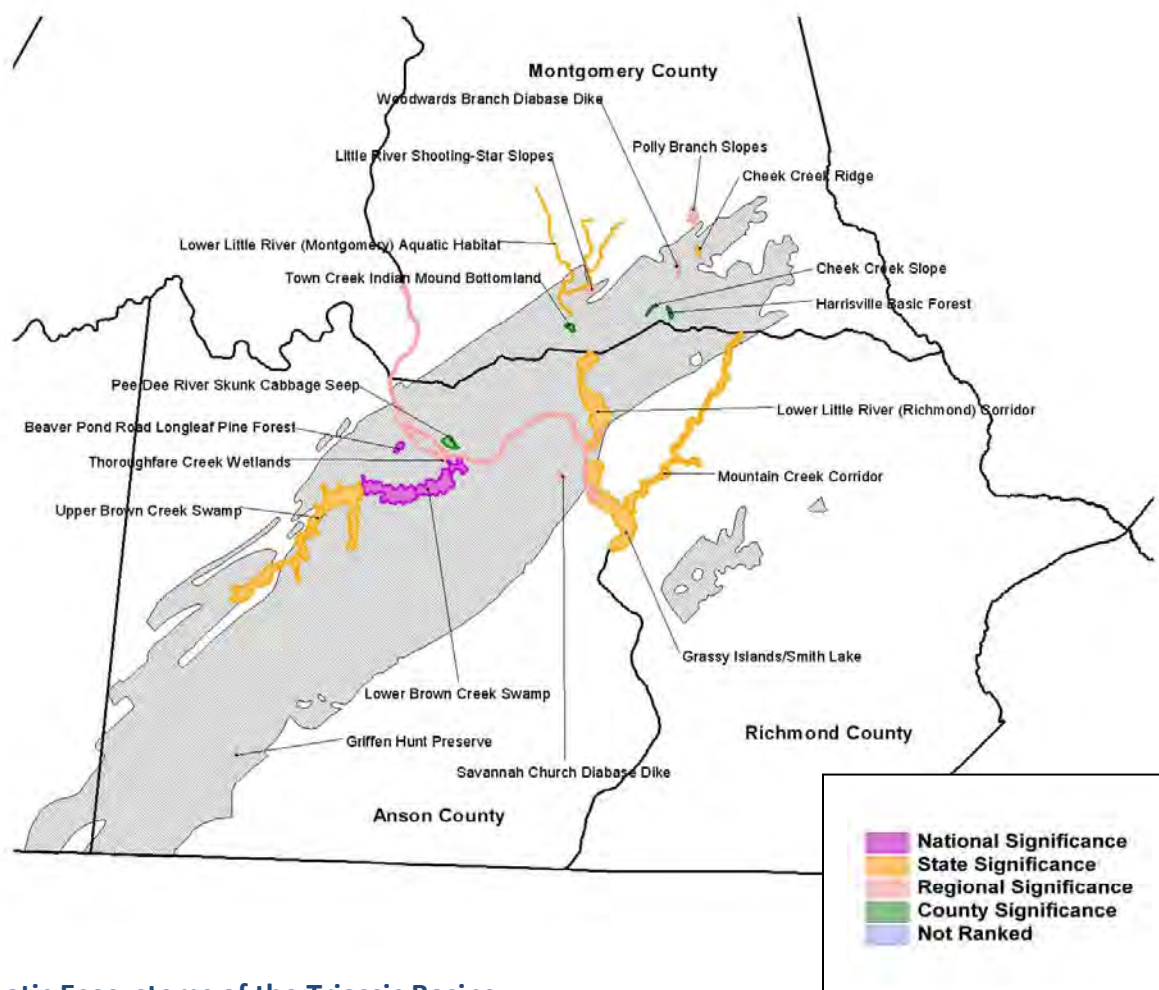 Montgomery County
Woodwards Branch Diabase Dike
Polly Branch Slopes
Little River Shooting-Star Slopes
Cheek Creek Ridge
Lower Little River (Montgomery) Aquatic Habitat
Cheek Creek Slope
Town Creek Indian Mound Bottomland
Harrisville Basic Forest
Pee Dee River Skunk Cabbage Seep
Lower Little River (Richmond) Corridor
Beaver Pond Road Longleaf Pine Forest
Thoroughfare Creek Wetlands
Mountain Creek Corridor
Upper Brown Creek Swamp
Grassy Islands/Smith Lake
Lower Brown Creek Swamp
Richmond County
Griffen Hunt Preserve
Savannah Church Diabase Dike
Anson County
National Significance
State Significance
Regional Significance
County Significance
Not Ranked